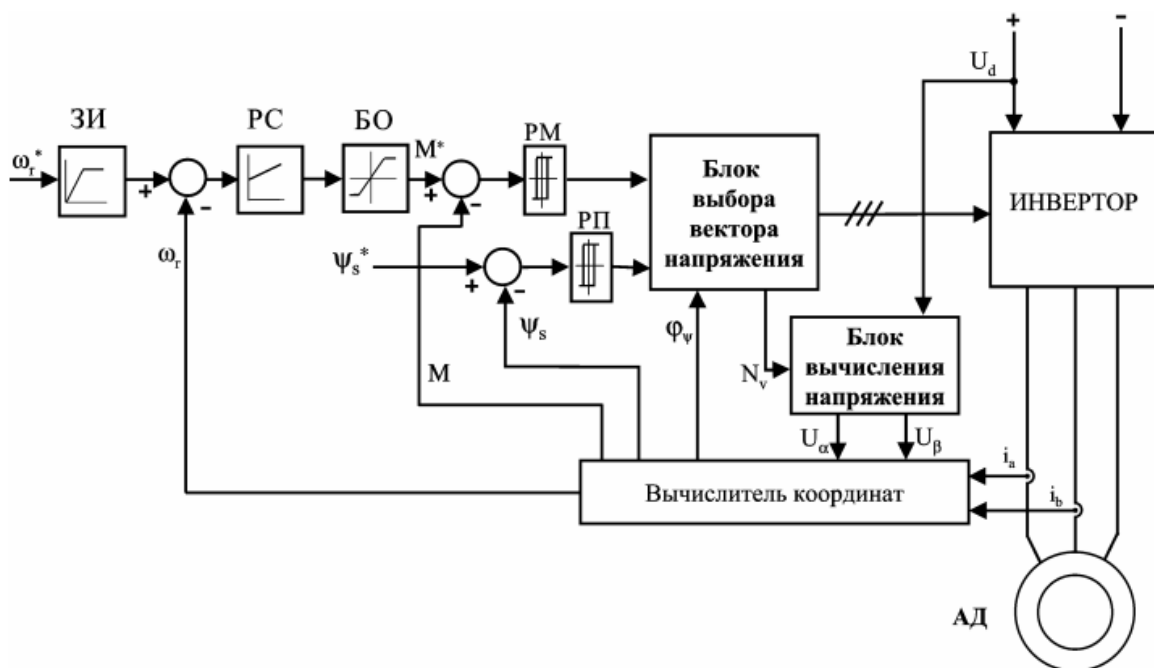 + -
U_d
ЗИ РС БО РМ
ω_r* M*
+ - + -
Блок
выбора
вектора
напряжения
ИНВЕРТОР
РП
ω_r ψ_s* + -
ψ_s φ_ψ
M N_v
Блок
вычисления
напряжения
U_α U_β
i_a
Вычислитель координат
i_b
АД